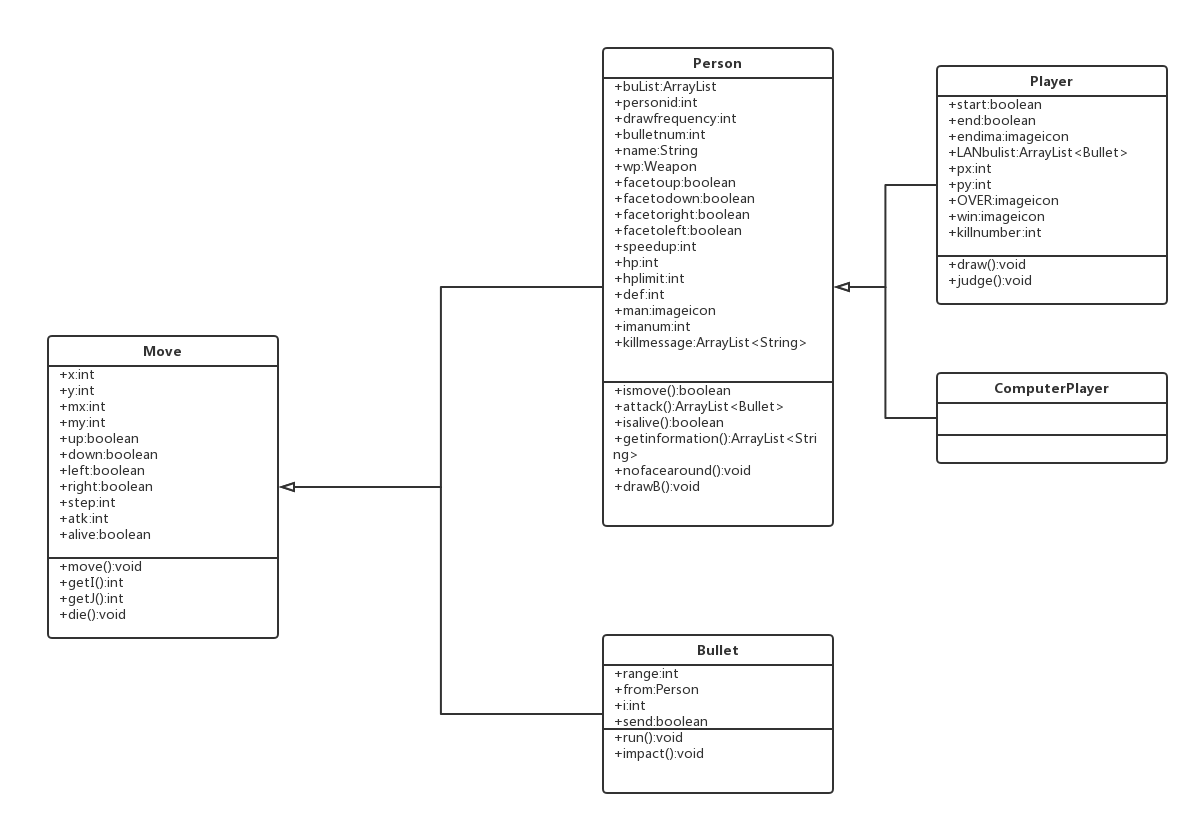 Person
+buList:ArrayList
+personid:int
+drawfrequency:int
+bulletnum:int
+name:String
+wp:Weapon
+facetoup:boolean
+facetodown:boolean
+facetoright:boolean
+facetoleft:boolean
+speedup:int
+hp:int
+hplimit:int
+def:int
+man:imageicon
+imanum:int
+killmessage:ArrayList<String>
+ismove():boolean
+attack():ArrayList<Bullet>
+isalive():boolean
+getinformation():ArrayList<Stri
ng>
+nofacearound():void
+drawB():void
Player
+start:boolean
+end:boolean
+endima:imageicon
+LANbulist:ArrayList<Bullet>
+px:int
+py:int
+OVER:imageicon
+win:imageicon
+killnumber:int
+draw():void
+judge():void
Move
+x:int
+y:int
+mx:int
+my:int
+up:boolean
+down:boolean
+left:boolean
+right:boolean
+step:int
+atk:int
+alive:boolean
+move():void
+getI():int
+getJ():int
+die():void
ComputerPlayer
Bullet
+range:int
+from:Person
+i:int
+send:boolean
+run():void
+impact():void